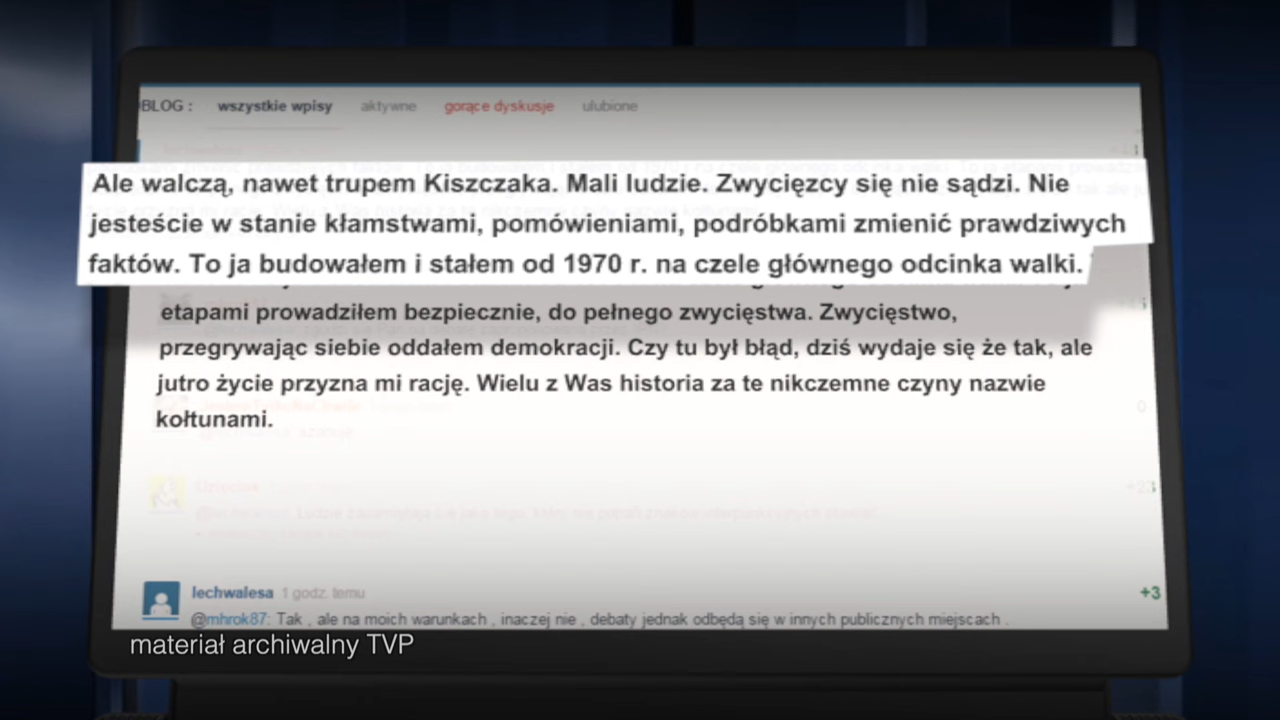 BLOG : wszystkie wpisy aktywne gorące dyskusje ulubione
Ale walczą, nawet trupem Kiszczaka. Mali ludzie. Zwycięzcy się nie sądzi. Nie
jesteście w stanie kłamstwami, pomówieniami, podróbkami zmienić prawdziwych
faktów. To ja budowałem i stałem od 1970 r. na czele głównego odcinka walki.
etapami prowadziłem bezpiecznie, do pełnego zwycięstwa. Zwycięstwo,
przegrywając siebie oddałem demokracji. Czy tu był błąd, dziś wydaje się że tak, ale
jutro życie przyzna mi rację. Wielu z Was historia za te nikczemne czyny nazwie
kołtunami.
lechwalesa 1 godz. temu +3
@mhrok87: Tak , ale na moich warunkach , inaczej nie , debaty jednak odbędą się w innych publicznych miejscach .
materiał archiwalny TVP